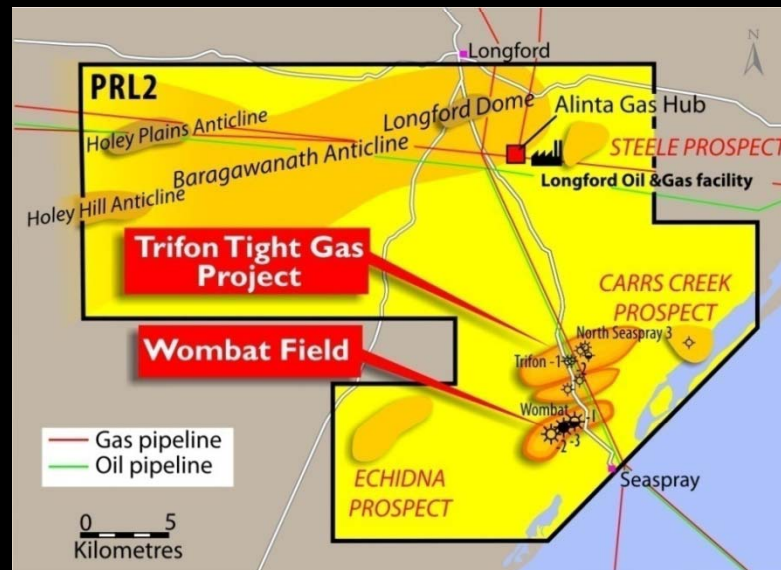 N
Longford
PRL2
Longford Dome
Alinta Gas Hub
Holey Plains Anticline
STEELE PROSPECT
Baragawanath Anticline
Longford Oil &Gas facility
Holey Hill Anticline
Trifon Tight Gas
Project
CARRS CREEK
PROSPECT
North Seaspray 3
Wombat Field
Trifon -1
-2
Wombat
-1
-2
-3
Gas pipeline
Oil pipeline
ECHIDNA
PROSPECT
Seaspray
0 5
Kilometres